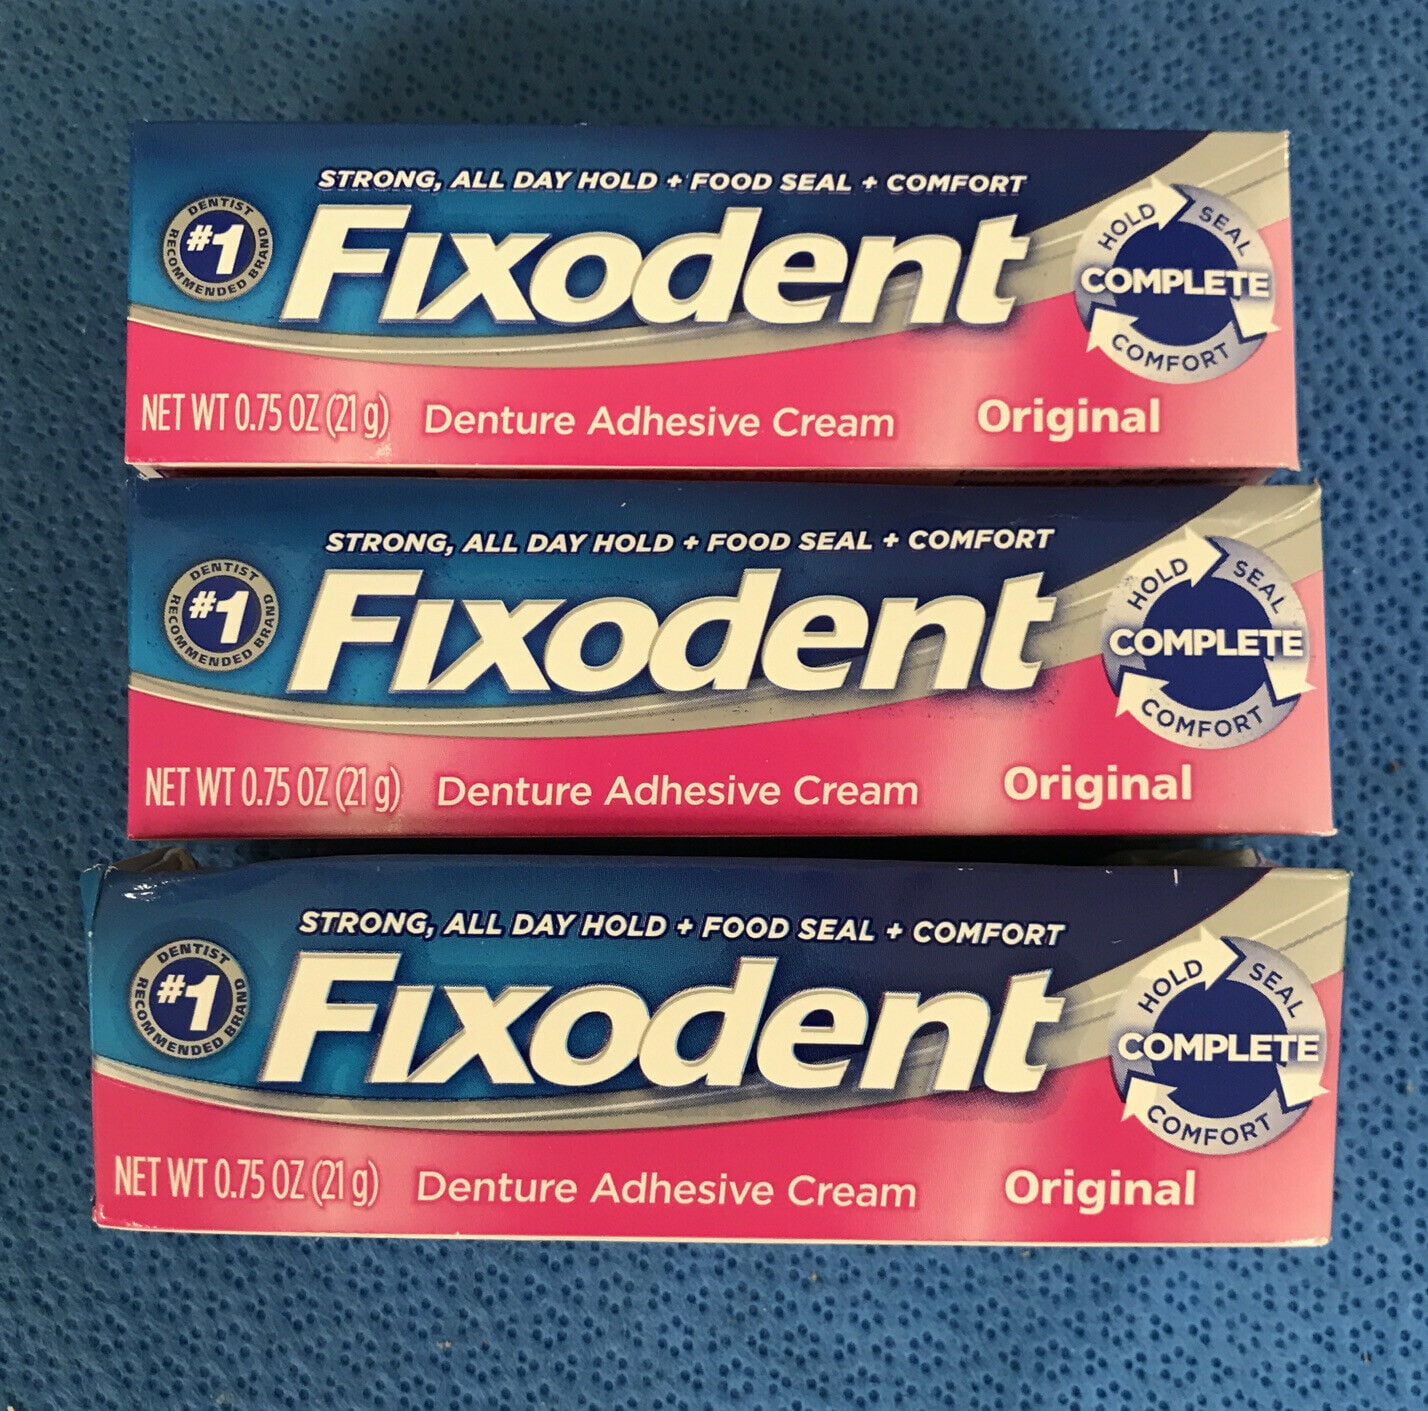 STRONG, ALL DAY HOLD + FOOD SEAL + COMFORT
DENTIST
#1
RECOMMENDED BRAND
Fixodent
HOLD
SEAL
COMPLETE
COMFORT
NET WT 0.75 OZ (21 g) Denture Adhesive Cream Original
STRONG, ALL DAY HOLD + FOOD SEAL + COMFORT
DENTIST
#1
RECOMMENDED BRAND
Fixodent
HOLD
SEAL
COMPLETE
COMFORT
NET WT 0.75 OZ (21 g) Denture Adhesive Cream Original
STRONG, ALL DAY HOLD + FOOD SEAL + COMFORT
DENTIST
#1
RECOMMENDED BRAND
Fixodent
HOLD
SEAL
COMPLETE
COMFORT
NET WT 0.75 OZ (21 g) Denture Adhesive Cream Original